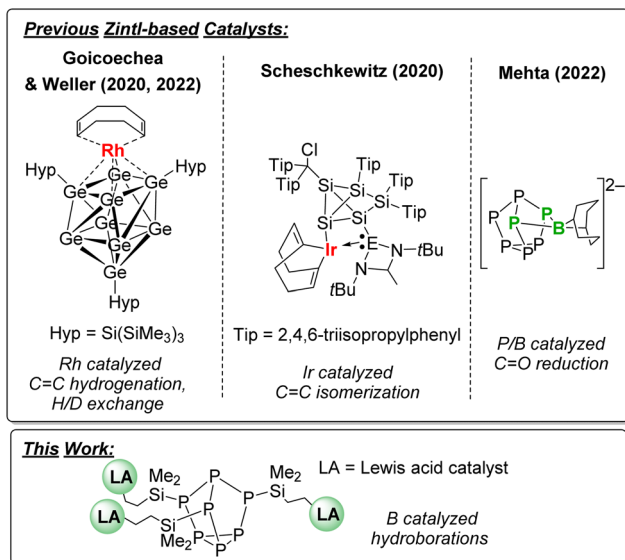 Previous Zintl-based Catalysts:
Goicoechea
& Weller (2020, 2022)
Scheschkewitz (2020)
Mehta (2022)
Rh
Hyp
Hyp
Ge
Ge
Ge
Ge
Ge
Ge
Ge
Ge
Ge
Hyp
Hyp = Si(SiMe3)3
Rh catalyzed
C=C hydrogenation,
H/D exchange
Cl
Tip
Tip
Tip
Tip
Si
Si
Si
Tip
Tip
Si
Si
Ir
E
N
tBu
N
tBu
Tip = 2,4,6-triisopropylphenyl
Ir catalyzed
C=C isomerization
2–
P
P
P
P
P
B
P
P
P/B catalyzed
C=O reduction
This Work:
LA
Me2
Si
P
P
P
Me2
Si
LA
LA
Si
Me2
P
P
P
P
LA = Lewis acid catalyst
B catalyzed
hydroborations